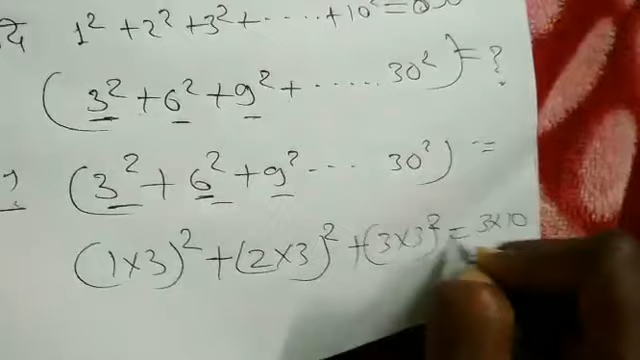 यदि 1² + 2² + 3² + ..... + 10² =
(3² + 6² + 9² + ...... 30²) = ?
(3² + 6² + 9² ... 30²) =
(1×3)² + (2×3)² + (3×3)² = 3×10